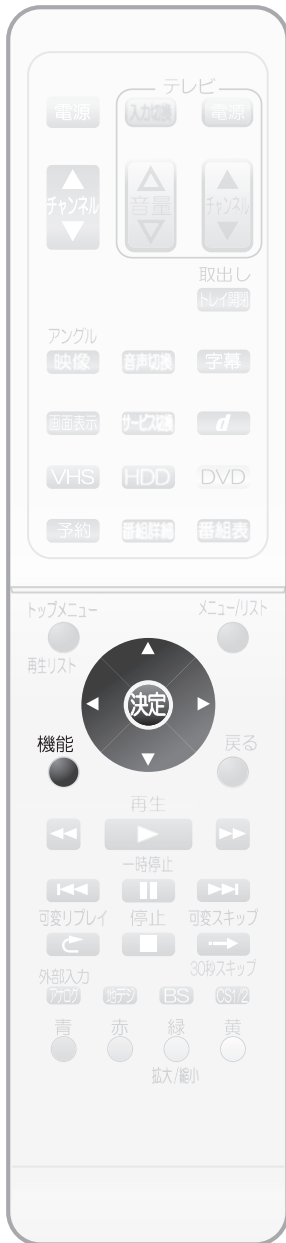 テレビ
電源 入力切換 電源
チャンネル 音量 チャンネル
取出し
トレイ開閉
アングル
映像 音声切換 字幕
画面表示 サービス切換 d
VHS HDD DVD
予約 番組詳細 番組表
トップメニュー メニュー/リスト
再生リスト
決定
機能 戻る
再生
一時停止
可変リプレイ 停止 可変スキップ
30秒スキップ
外部入力
アナログ 地デジ BS CS1/2
青 赤 緑 黄
拡大/縮小